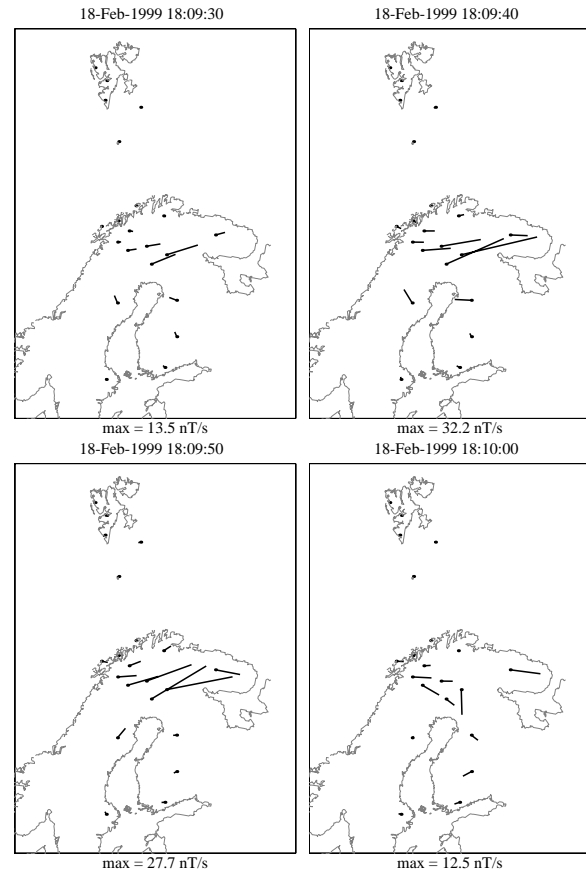 18-Feb-1999 18:09:30
18-Feb-1999 18:09:40
max = 13.5 nT/s
max = 32.2 nT/s
18-Feb-1999 18:09:50
18-Feb-1999 18:10:00
max = 27.7 nT/s
max = 12.5 nT/s